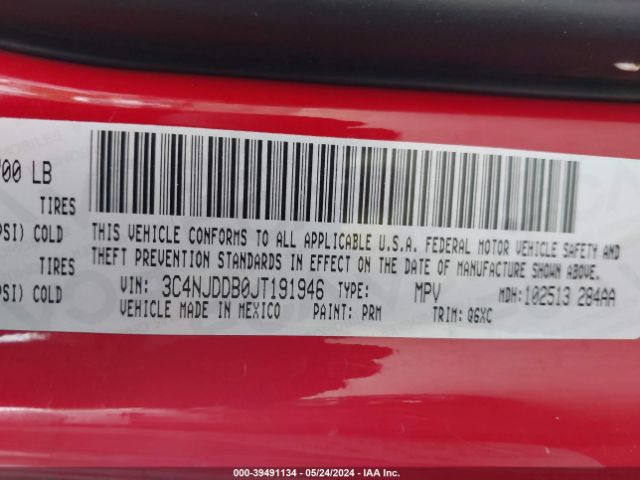 700 LB
TIRES
PSI) COLD
TIRES
PSI) COLD
THIS VEHICLE CONFORMS TO ALL APPLICABLE U.S.A. FEDERAL MOTOR VEHICLE SAFETY AND
THEFT PREVENTION STANDARDS IN EFFECT ON THE DATE OF MANUFACTURE SHOWN ABOVE.
VIN: 3C4NJDDB0JT191946 TYPE: MPV MDH: 102513 284AA
VEHICLE MADE IN MEXICO PAINT: PRM TRIM: Q6XC
000-39491134 - 05/24/2024 - IAA